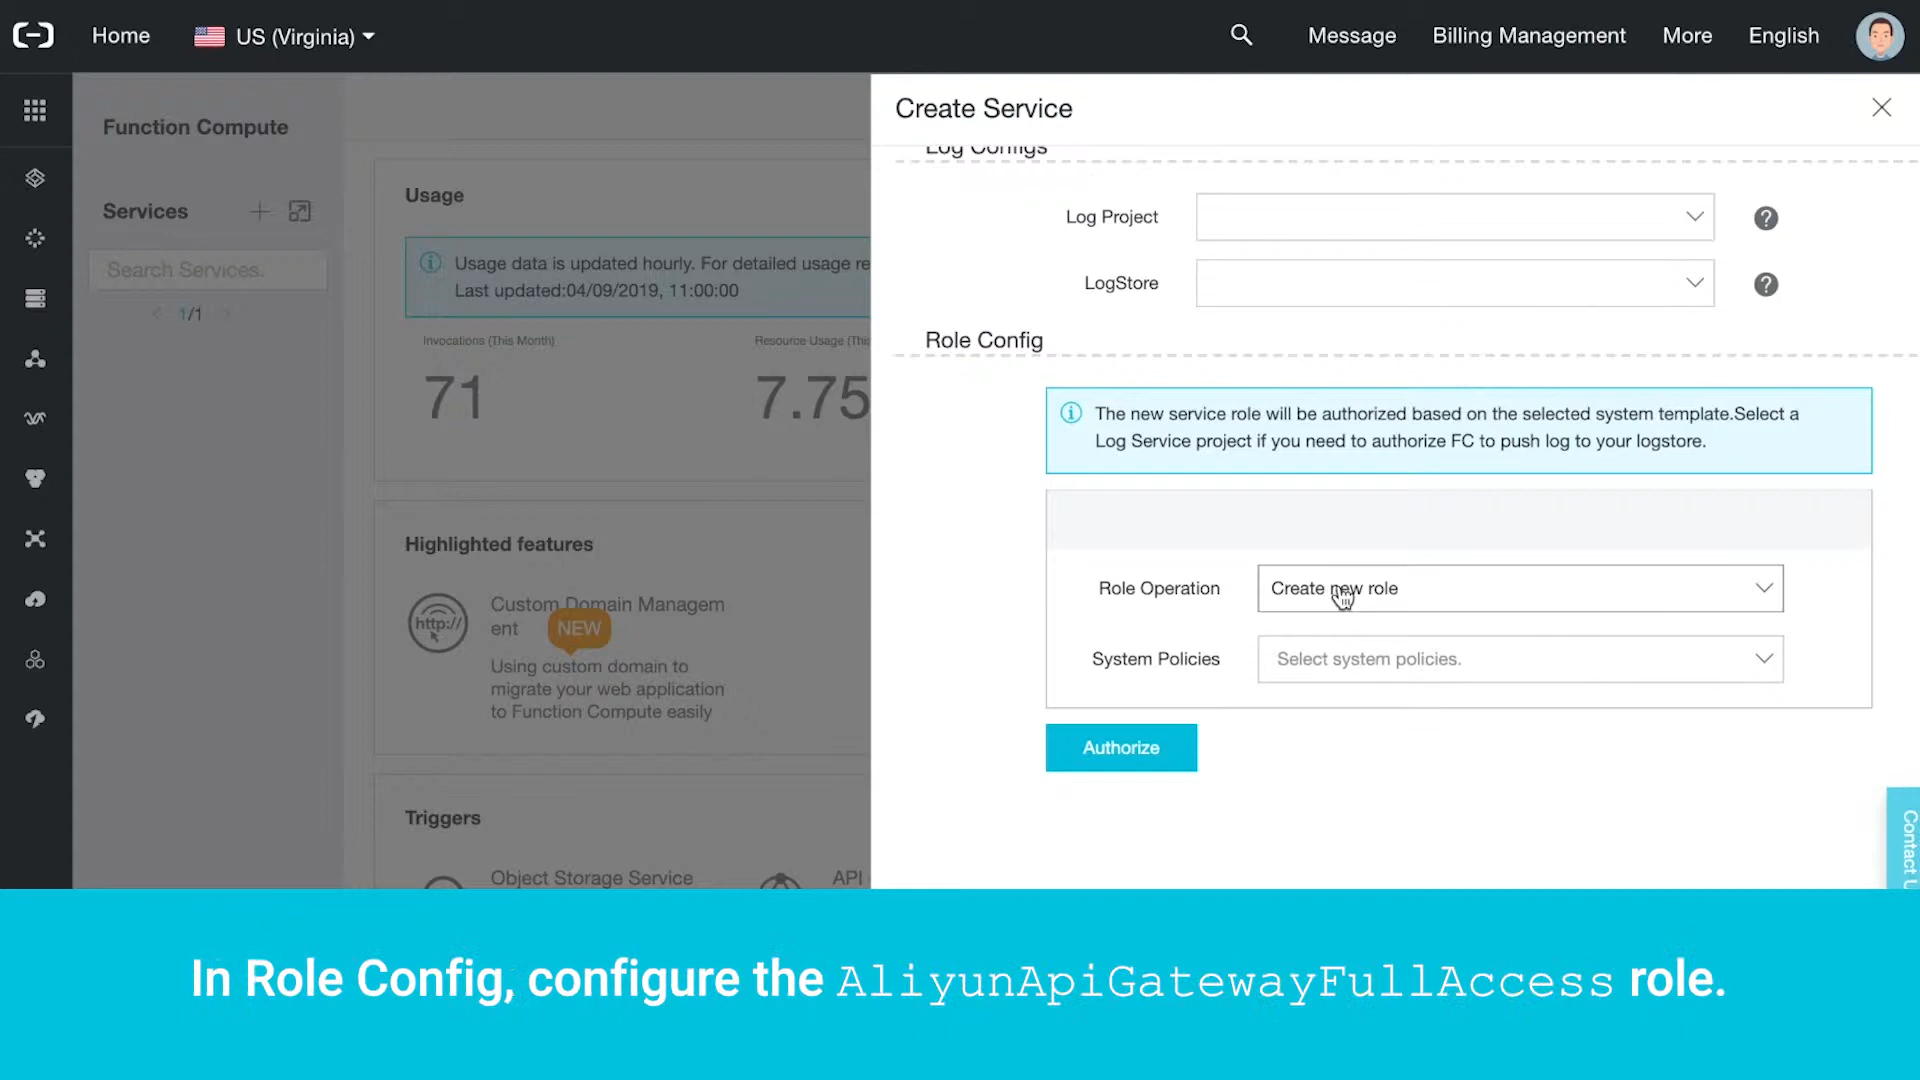 Home
US (Virginia)
Message
Billing Management
More
English
Function Compute
Services
Search Services.
1/1
Usage
Usage data is updated hourly. For detailed usage re
Last updated:04/09/2019, 11:00:00
Invocations (This Month)
Resource Usage (This
71
7.75
Highlighted features
http://
Custom Domain Managem
ent
NEW
Using custom domain to
migrate your web application
to Function Compute easily
Triggers
Object Storage Service
API
Create Service
Log Configs
Log Project
?
LogStore
?
Role Config
The new service role will be authorized based on the selected system template.Select a
Log Service project if you need to authorize FC to push log to your logstore.
Role Operation
Create new role
System Policies
Select system policies.
Authorize
Contact U
In Role Config, configure the AliyunApiGatewayFullAccess role.